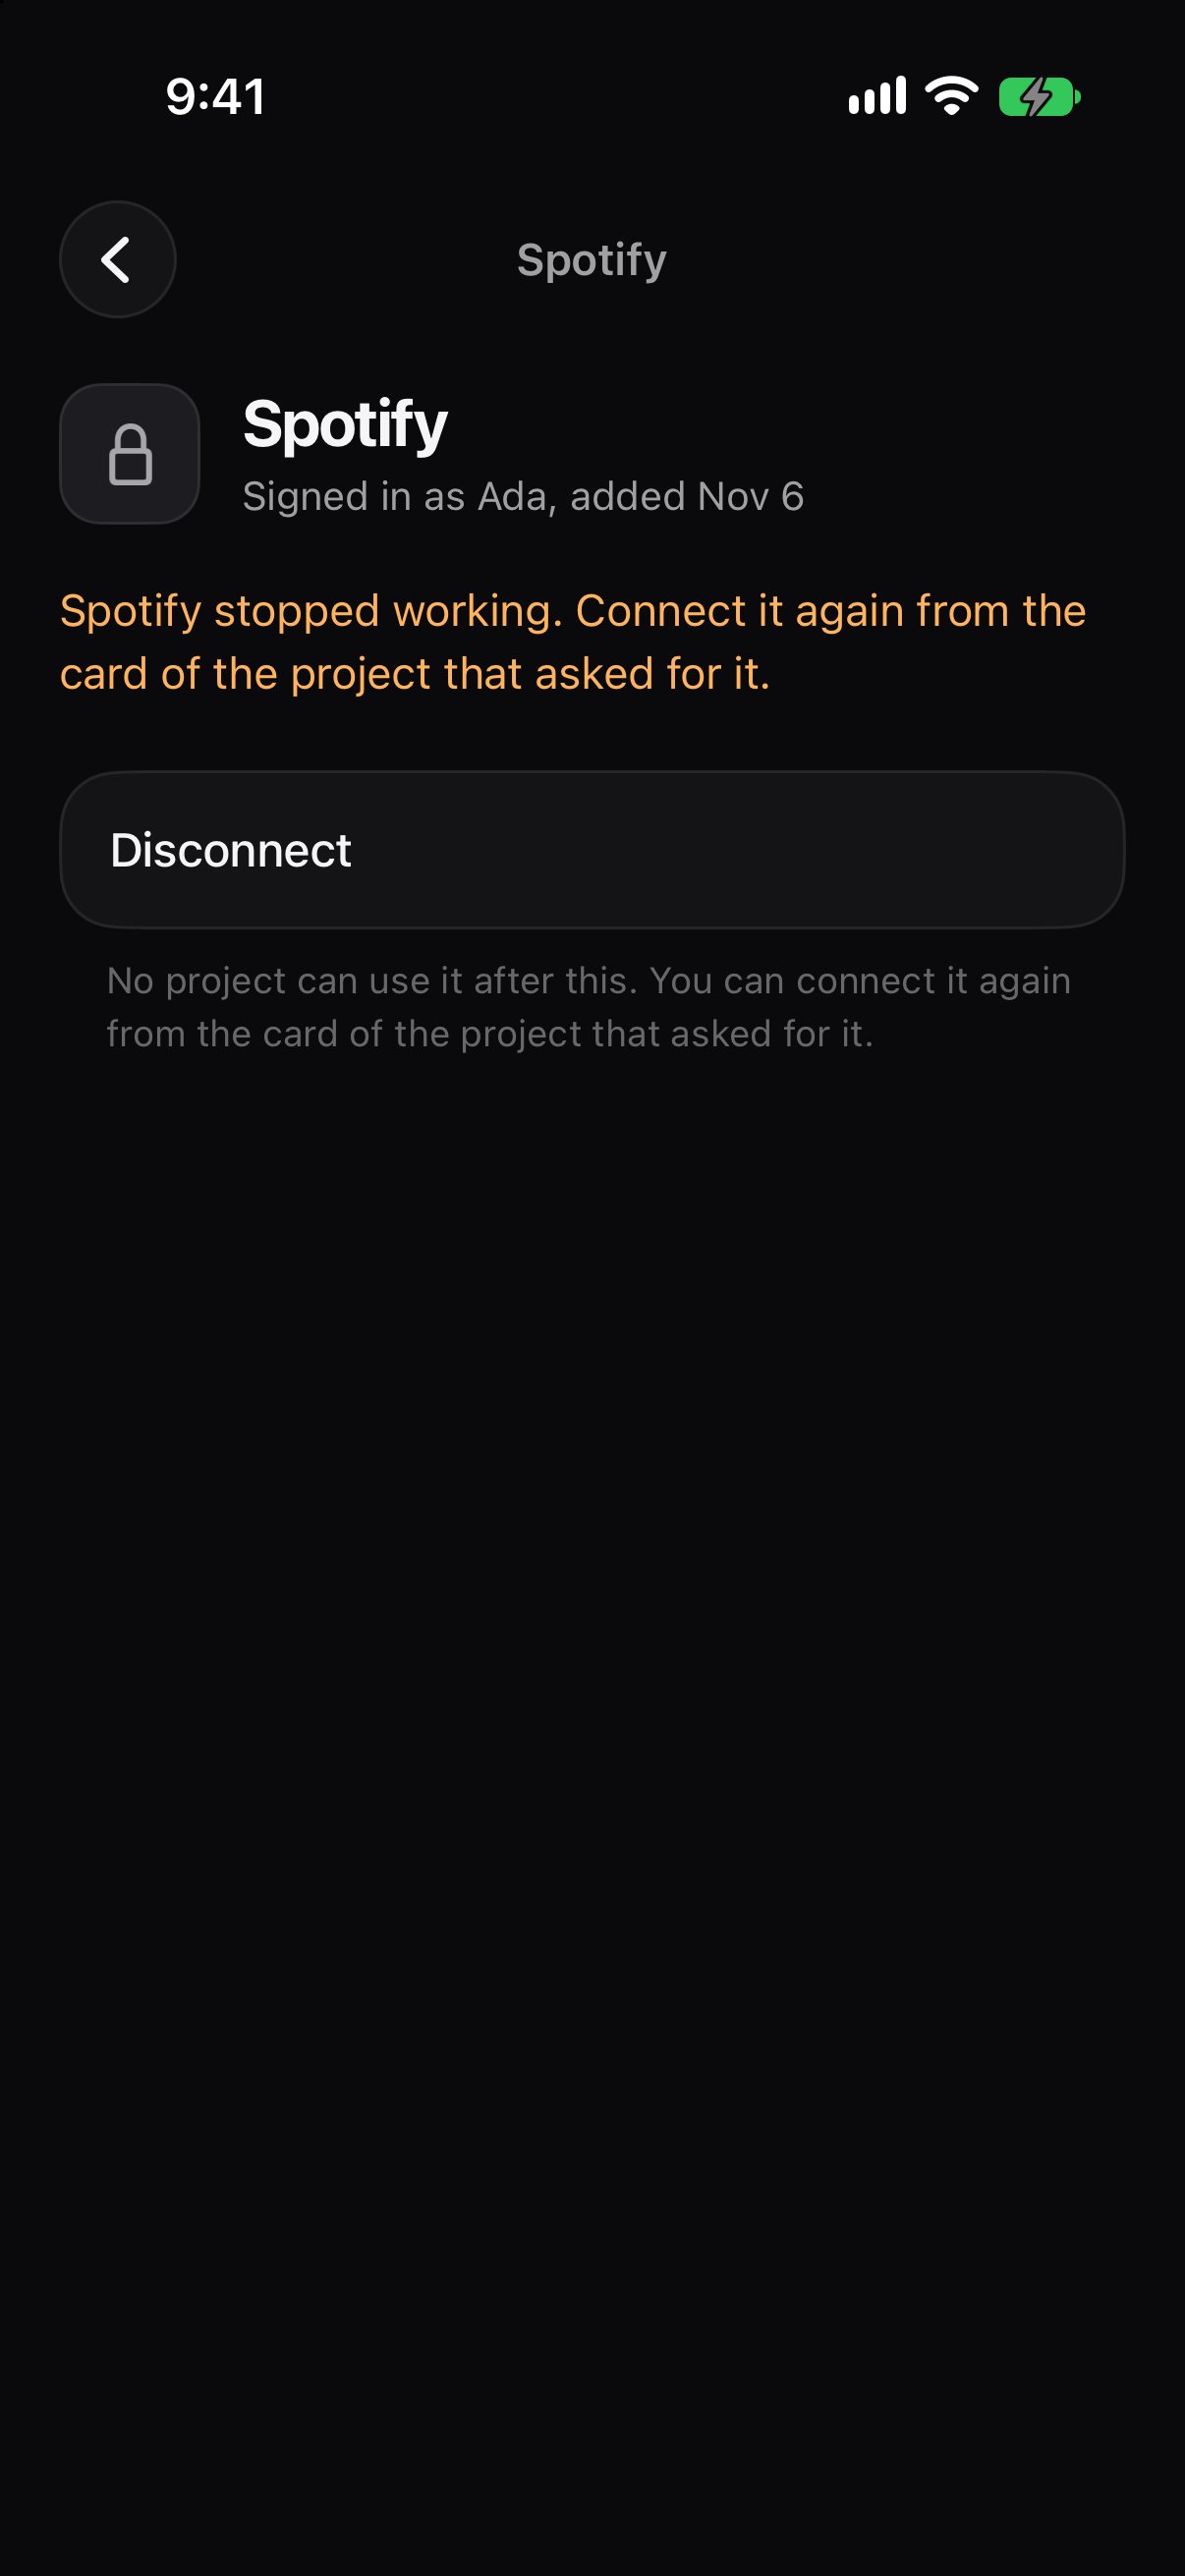 9:41
Spotify
Spotify
Signed in as Ada, added Nov 6
Spotify stopped working. Connect it again from the
card of the project that asked for it.
Disconnect
No project can use it after this. You can connect it again
from the card of the project that asked for it.